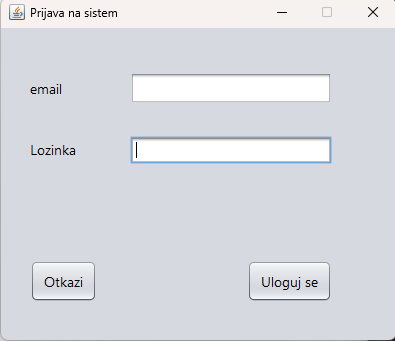 Prijava na sistem
email
Lozinka
Otkazi
Uloguj se